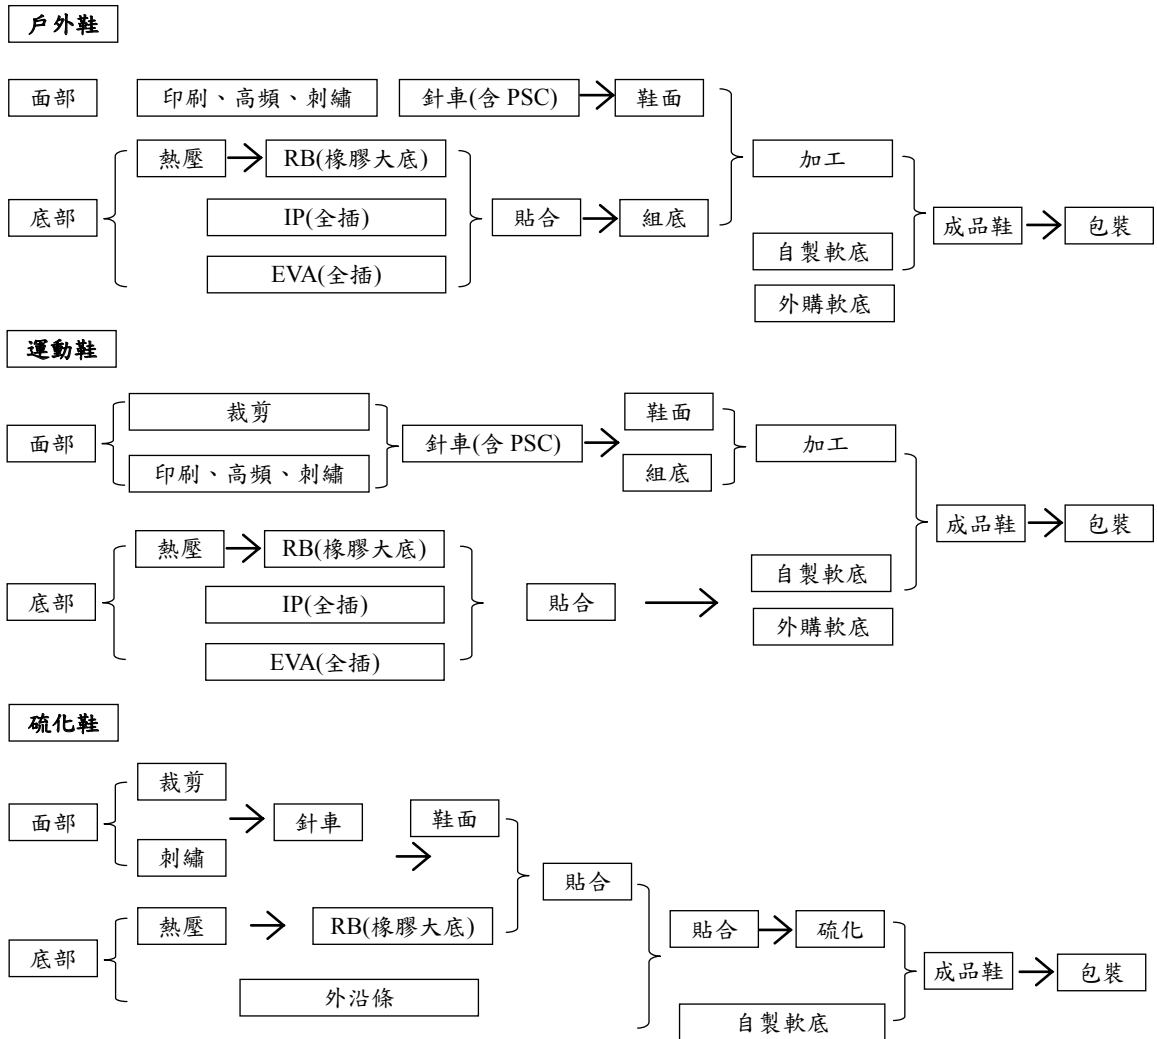 戶外鞋
面部 印刷、高頻、刺繡 針車(含 PSC) 鞋面
熱壓 RB(橡膠大底) 加工
底部 IP(全插) 貼合 組底 成品鞋 包裝
自製軟底
EVA(全插)
外購軟底
運動鞋
裁剪 鞋面
面部 針車(含 PSC) 加工
印刷、高頻、刺繡 組底
成品鞋 包裝
熱壓 RB(橡膠大底)
自製軟底
底部 IP(全插) 貼合
外購軟底
EVA(全插)
硫化鞋
裁剪
面部 針車 鞋面
刺繡
貼合
熱壓 RB(橡膠大底) 貼合 硫化
底部 成品鞋 包裝
外沿條
自製軟底